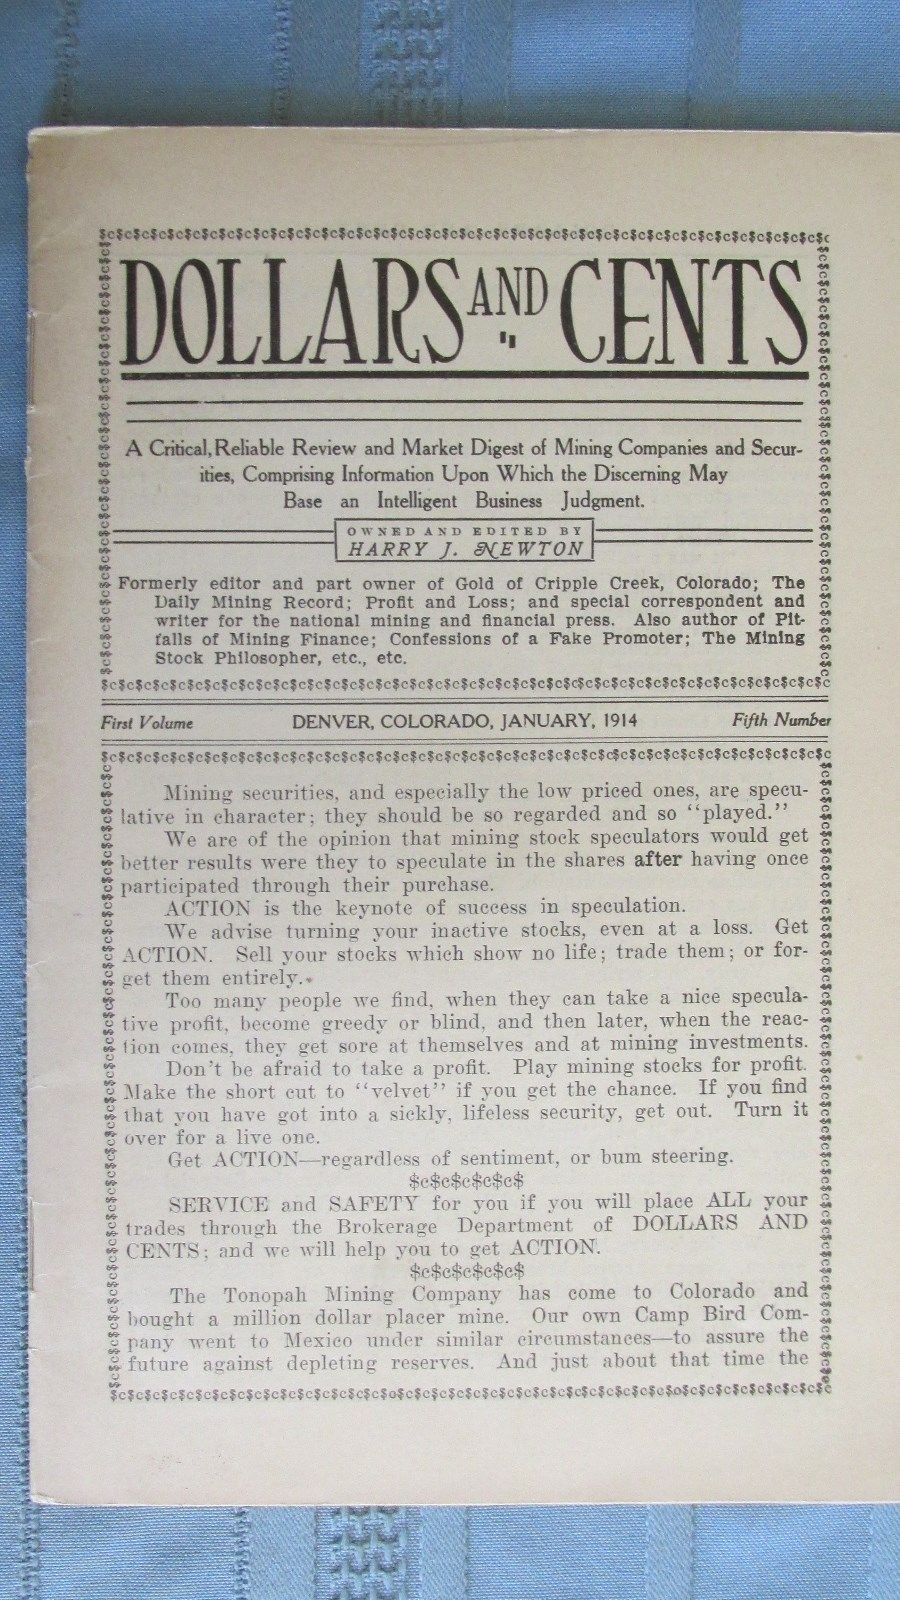 $c$c$c$c$c$c$c$c$c$c$c$c$c$c$c$c$c$c$c$c$c$c$c$c$c$c$c$c$c$c$c$c$c$c$c$c$c$c$c$c$c$c$c
DOLLARS AND CENTS
A Critical, Reliable Review and Market Digest of Mining Companies and Secur-
ities, Comprising Information Upon Which the Discerning May
Base an Intelligent Business Judgment.
OWNED AND EDITED BY
HARRY J. NEWTON
Formerly editor and part owner of Gold of Cripple Creek, Colorado; The
Daily Mining Record; Profit and Loss; and special correspondent and
writer for the national mining and financial press. Also author of Pit-
falls of Mining Finance; Confessions of a Fake Promoter; The Mining
Stock Philosopher, etc., etc.
First Volume DENVER, COLORADO, JANUARY, 1914 Fifth Number
Mining securities, and especially the low priced ones, are specu-
lative in character; they should be so regarded and so "played."
We are of the opinion that mining stock speculators would get
better results were they to speculate in the shares after having once
participated through their purchase.
ACTION is the keynote of success in speculation.
We advise turning your inactive stocks, even at a loss. Get
ACTION. Sell your stocks which show no life; trade them; or for-
get them entirely.
Too many people we find, when they can take a nice specula-
tive profit, become greedy or blind, and then later, when the reac-
tion comes, they get sore at themselves and at mining investments.
Don't be afraid to take a profit. Play mining stocks for profit.
Make the short cut to "velvet" if you get the chance. If you find
that you have got into a sickly, lifeless security, get out. Turn it
over for a live one.
Get ACTION—regardless of sentiment, or bum steering.
$c$c$c$c$c$c$
SERVICE and SAFETY for you if you will place ALL your
trades through the Brokerage Department of DOLLARS AND
CENTS; and we will help you to get ACTION.
$c$c$c$c$c$c$
The Tonopah Mining Company has come to Colorado and
bought a million dollar placer mine. Our own Camp Bird Com-
pany went to Mexico under similar circumstances—to assure the
future against depleting reserves. And just about that time the